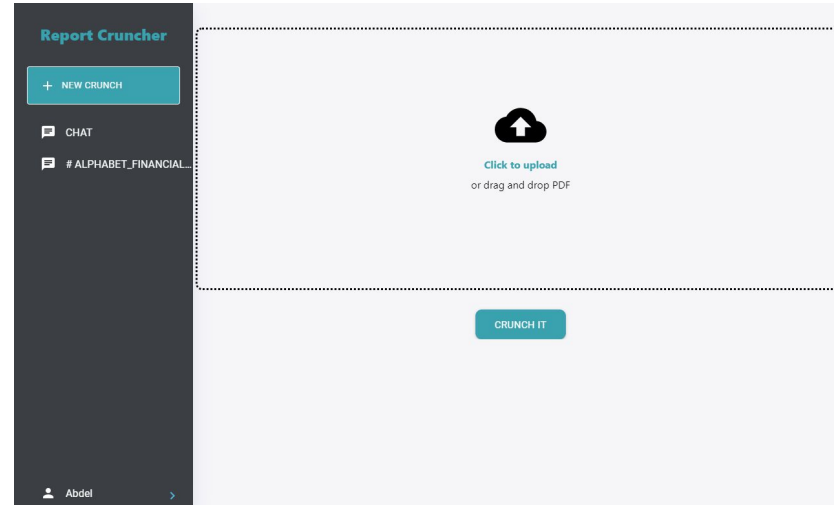 Report Cruncher
+ NEW CRUNCH
CHAT
# ALPHABET_FINANCIAL...
Abdel
Click to upload
or drag and drop PDF
CRUNCH IT